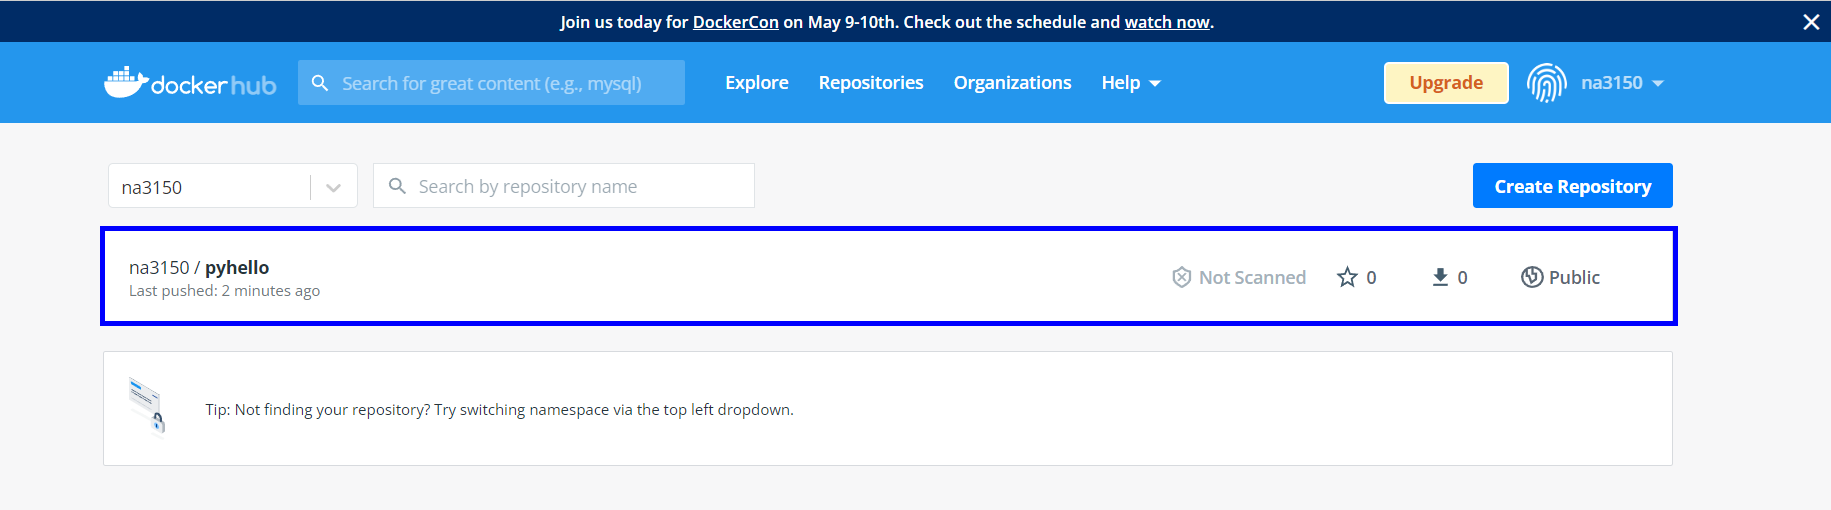 Join us today for DockerCon on May 9-10th. Check out the schedule and watch now.
docker hub
Search for great content (e.g., mysql)
Explore
Repositories
Organizations
Help
Upgrade
na3150
na3150
Search by repository name
Create Repository
na3150 / pyhello
Last pushed: 2 minutes ago
Not Scanned
0
0
Public
Tip: Not finding your repository? Try switching namespace via the top left dropdown.